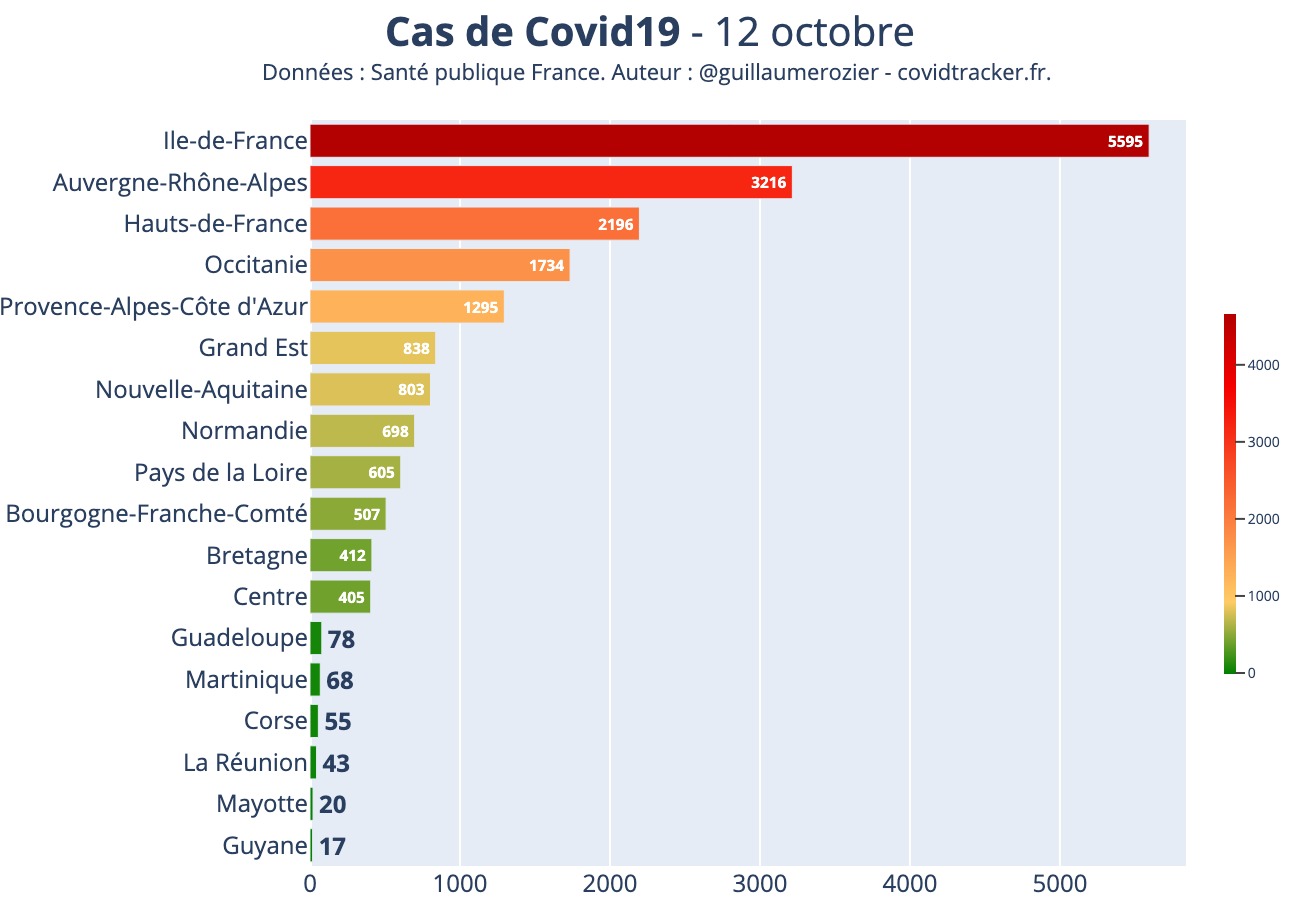 Cas de Covid19 - 12 octobre
Données : Santé publique France. Auteur : @guillaumerozier - covidtracker.fr.
Ile-de-France 5595
Auvergne-Rhône-Alpes 3216
Hauts-de-France 2196
Occitanie 1734
Provence-Alpes-Côte d'Azur 1295
Grand Est 838
Nouvelle-Aquitaine 803
Normandie 698
Pays de la Loire 605
Bourgogne-Franche-Comté 507
Bretagne 412
Centre 405
Guadeloupe 78
Martinique 68
Corse 55
La Réunion 43
Mayotte 20
Guyane 17
0 1000 2000 3000 4000 5000
4000
3000
2000
1000
0